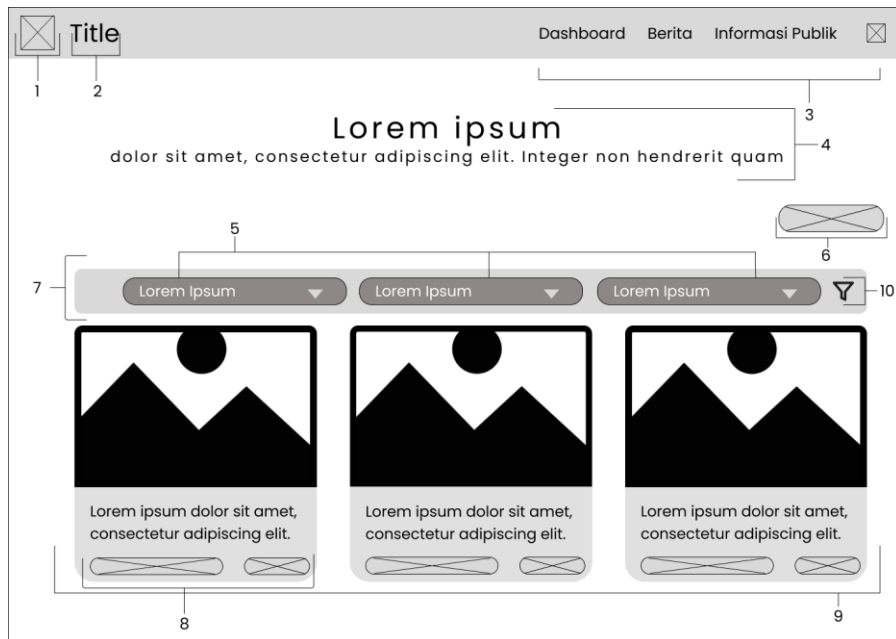 Title
Dashboard Berita Informasi Publik
1
2
3
Lorem ipsum
4
dolor sit amet, consectetur adipiscing elit. Integer non hendrerit quam
5
6
7
Lorem Ipsum Lorem Ipsum Lorem Ipsum
10
Lorem ipsum dolor sit amet,
consectetur adipiscing elit.
Lorem ipsum dolor sit amet,
consectetur adipiscing elit.
Lorem ipsum dolor sit amet,
consectetur adipiscing elit.
8
9